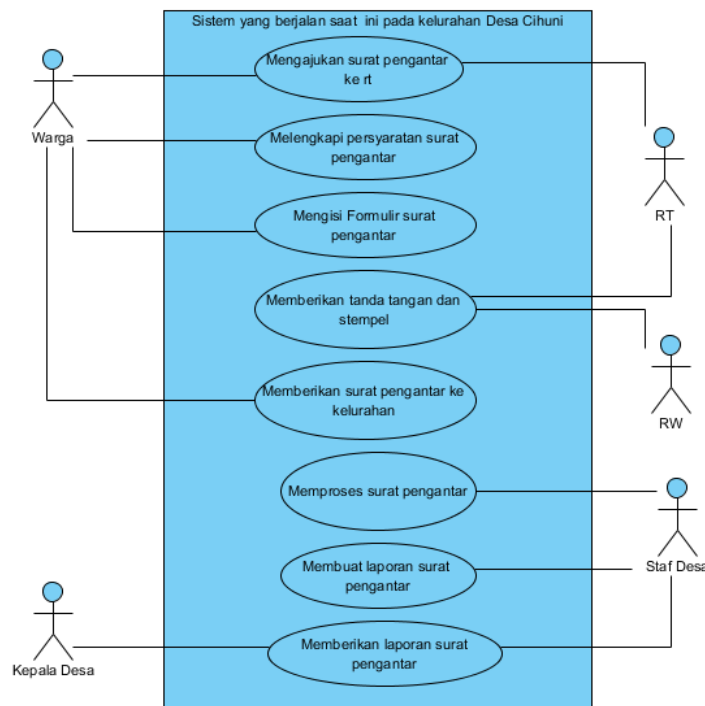 Sistem yang berjalan saat ini pada kelurahan Desa Cihuni
Mengajukan surat pengantar
ke rt
Warga
Melengkapi persyaratan surat
pengantar
RT
Mengisi Formulir surat
pengantar
Memberikan tanda tangan dan
stempel
RW
Memberikan surat pengantar ke
kelurahan
Memproses surat pengantar
Staf Desa
Membuat laporan surat
pengantar
Kepala Desa
Memberikan laporan surat
pengantar